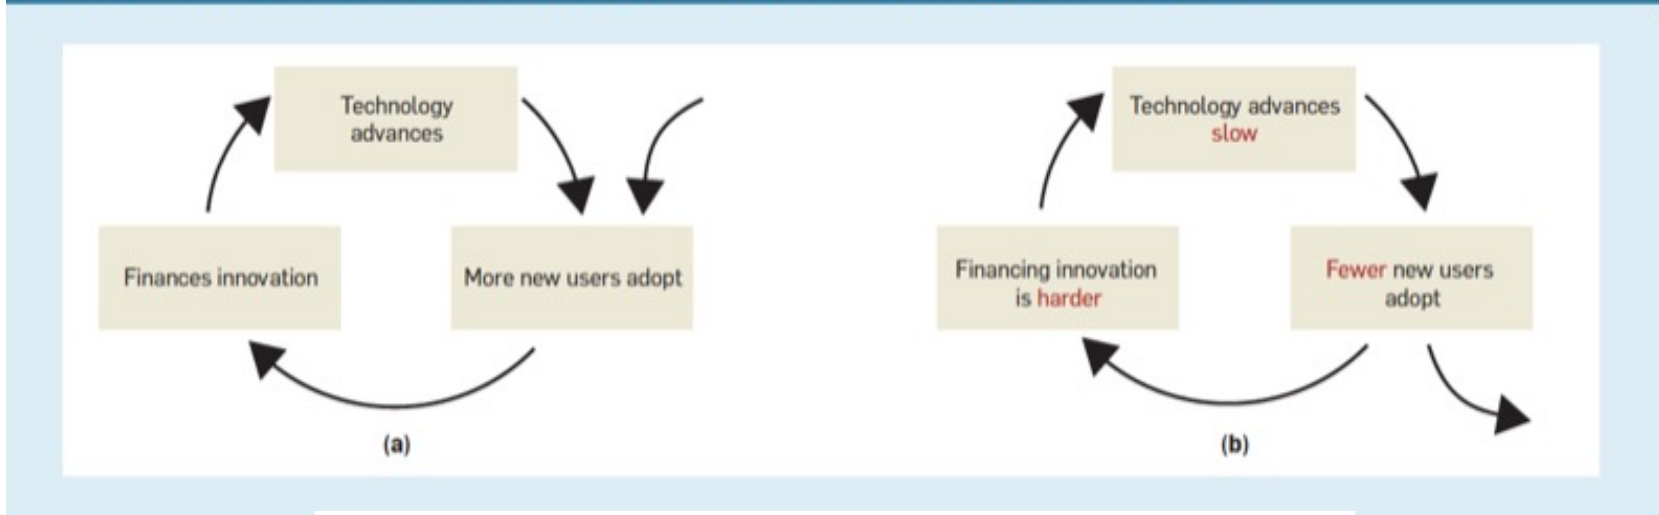 Technology
advances
Finances innovation
More new users adopt
(a)
Technology advances
slow
Financing innovation
is harder
Fewer new users
adopt
(b)